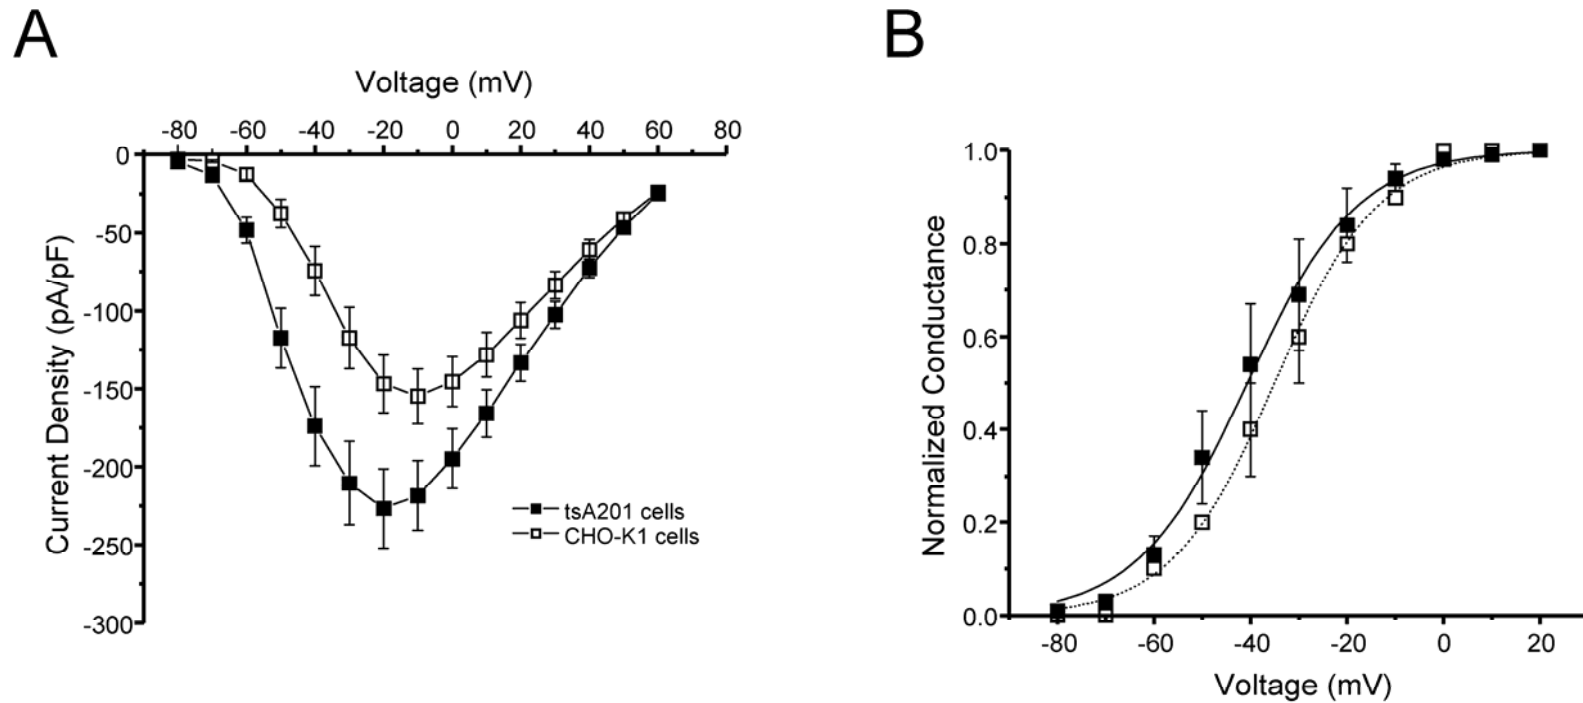 A
B
Voltage (mV)
-80 -60 -40 -20 0 20 40 60 80
0
-50
-100
-150
-200
-250
-300
Current Density (pA/pF)
tsA201 cells
CHO-K1 cells
1.0
0.8
0.6
0.4
0.2
0.0
Normalized Conductance
-80 -60 -40 -20 0 20
Voltage (mV)